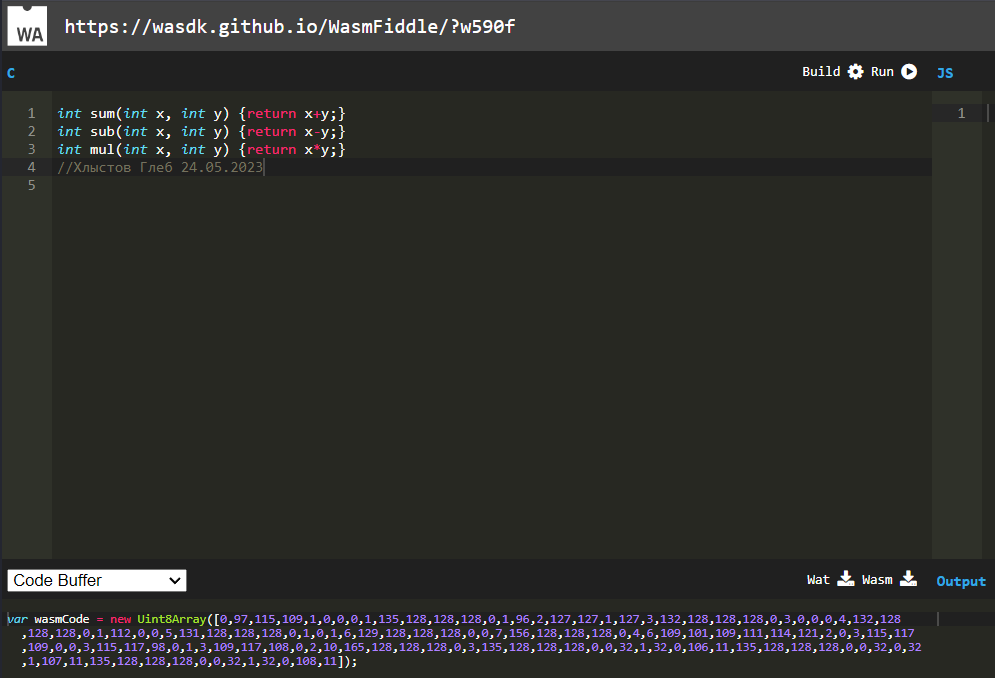 WA
https://wasdk.github.io/WasmFiddle/?w590f
C
Build Run
JS
1 int sum(int x, int y) {return x+y;}
2 int sub(int x, int y) {return x-y;}
3 int mul(int x, int y) {return x*y;}
4 //Хлыстов Глеб 24.05.2023
5
1
Code Buffer
Wat Wasm
Output
var wasmCode = new Uint8Array([0,97,115,109,1,0,0,0,1,135,128,128,128,0,1,96,2,127,127,1,127,3,132,128,128,128,0,3,0,0,0,4,132,128
,128,128,0,1,112,0,0,5,131,128,128,128,0,1,0,1,6,129,128,128,128,0,0,7,156,128,128,128,0,4,6,109,101,109,111,114,121,2,0,3,115,117
,109,0,0,3,115,117,98,0,1,3,109,117,108,0,2,10,165,128,128,128,0,3,135,128,128,128,0,0,32,1,32,0,106,11,135,128,128,128,0,0,32,0,32
,1,107,11,135,128,128,128,0,0,32,1,32,0,108,11]);